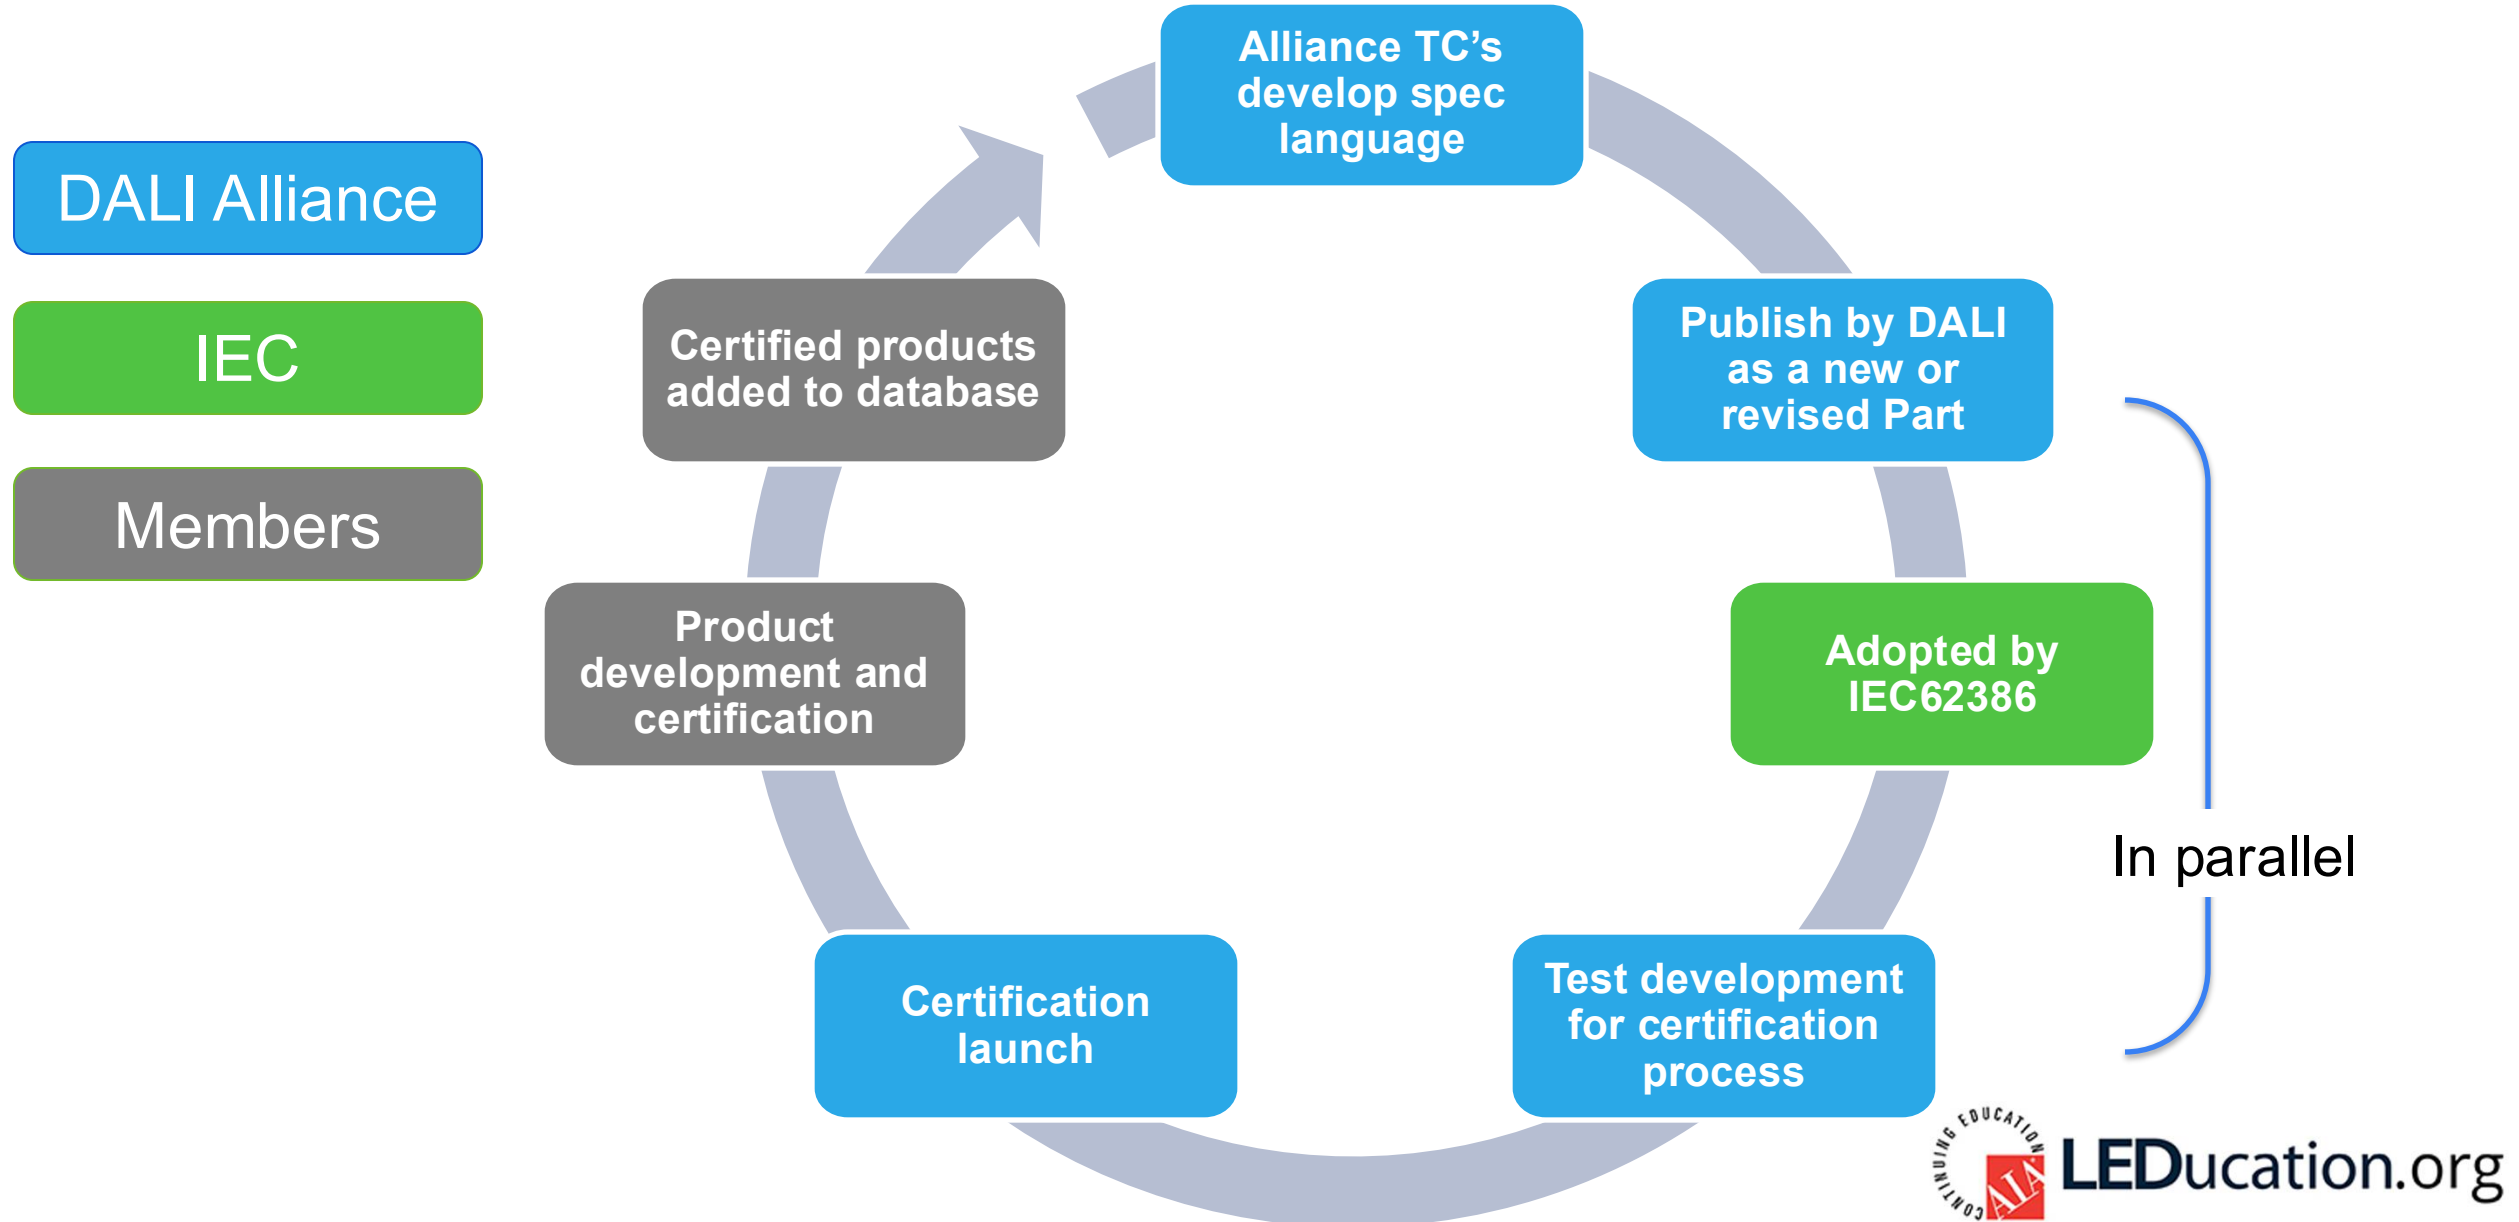 DALI Alliance
IEC
Members
Alliance TC’s
develop spec
language
Publish by DALI
as a new or
revised Part
Adopted by
IEC62386
In parallel
Test development
for certification
process
Certification
launch
Product
development and
certification
Certified products
added to database
CONTINUING EDUCATION
AIA
LEDucation.org